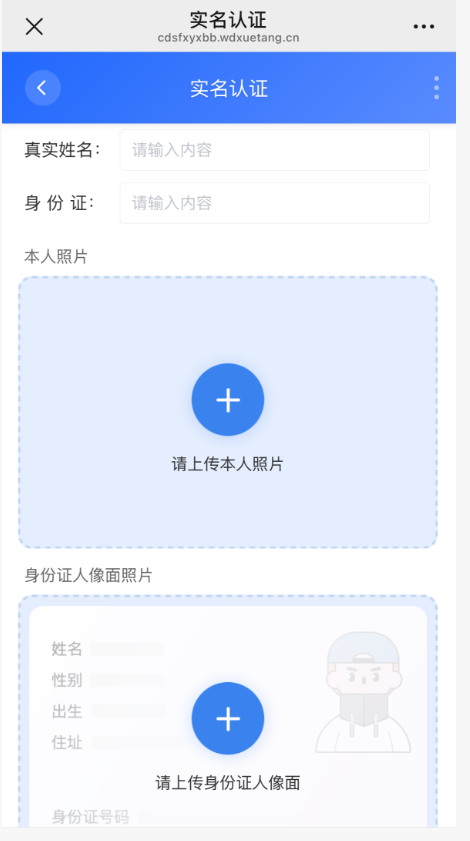 实名认证
cdsfxyxbb.wdxuetang.cn
实名认证
真实姓名：请输入内容
身 份 证：请输入内容
本人照片
请上传本人照片
身份证人像面照片
姓名
性别
出生
住址
请上传身份证人像面
身份证号码